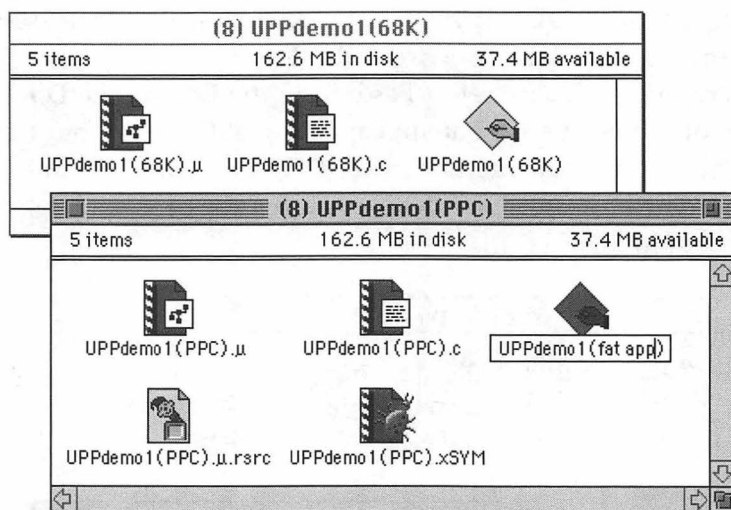 (8) UPPdemo1(68K)
5 items 162.6 MB in disk 37.4 MB available
UPPdemo1(68K).µ UPPdemo1(68K).c UPPdemo1(68K)
(8) UPPdemo1(PPC)
5 items 162.6 MB in disk 37.4 MB available
UPPdemo1(PPC).µ UPPdemo1(PPC).c UPPdemo1(fat app)
UPPdemo1(PPC).µ.rsrc UPPdemo1(PPC).xSYM